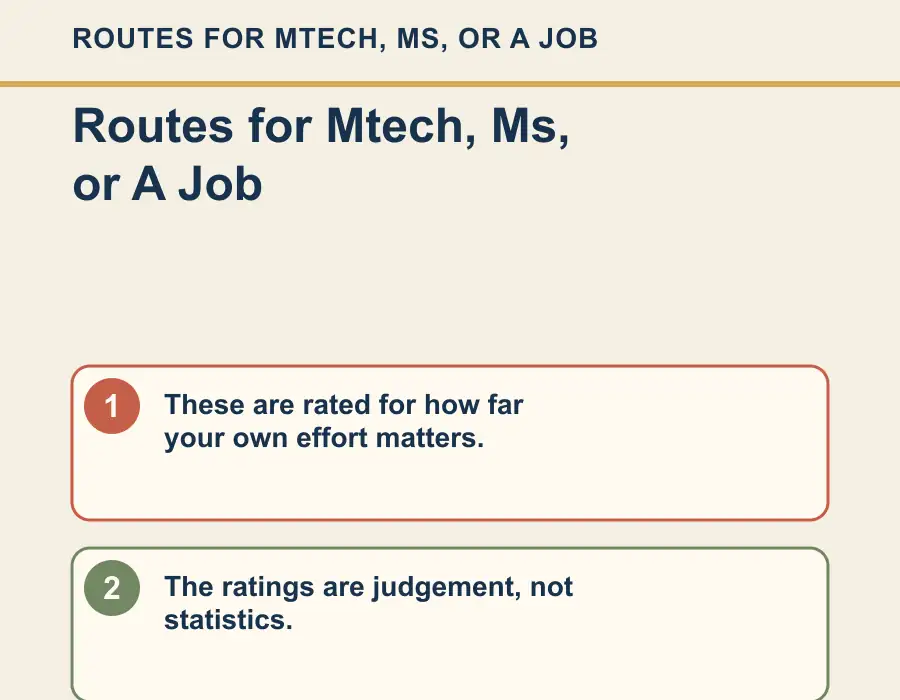 ROUTES FOR MTECH, MS, OR A JOB
Routes for Mtech, Ms,
or A Job
1
These are rated for how far
your own effort matters.
2
The ratings are judgement, not
statistics.